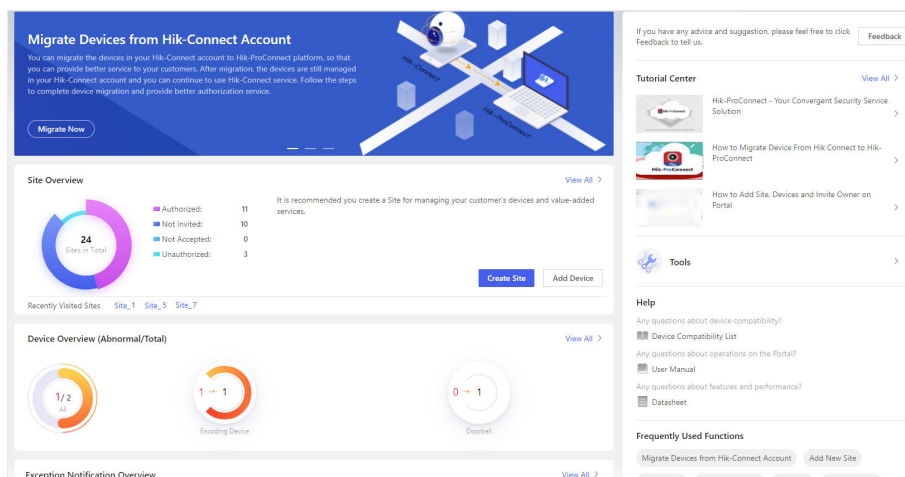 Migrate Devices from Hik-Connect Account
You can migrate the devices in your Hik-Connect account to Hik-ProConnect platform, so that
you can provide better service to your customers. After migration, the devices are still managed
in your Hik-Connect account and you can continue to use Hik-Connect service. Follow the steps
to complete device migration and provide better authorization service.
Migrate Now
Hik-Connect
Hik-ProConnect
Site Overview
View All >
24
Sites in Total
Authorized: 11
Not Invited: 10
Not Accepted: 0
Unauthorized: 3
It is recommended you create a Site for managing your customer's devices and value-added
services.
Create Site
Add Device
Recently Visited Sites Site_1 Site_5 Site_7
Device Overview (Abnormal/Total)
View All >
1/ 2
All
1 1
Encoding Device
0 1
Doorbell
Exception Notification Overview
View All >
If you have any advice and suggestion, please feel free to click
Feedback to tell us.
Feedback
Tutorial Center
View All >
Hik-ProConnect - Your Convergent Security Service
Solution
How to Migrate Device From Hik Connect to Hik-
ProConnect
Hik-ProConnect
How to Add Site, Devices and Invite Owner on
Portal
Tools
Help
Any questions about device compatibility?
Device Compatibility List
Any questions about operations on the Portal?
User Manual
Any questions about features and performance?
Datasheet
Frequently Used Functions
Migrate Devices from Hik-Connect Account
Add New Site